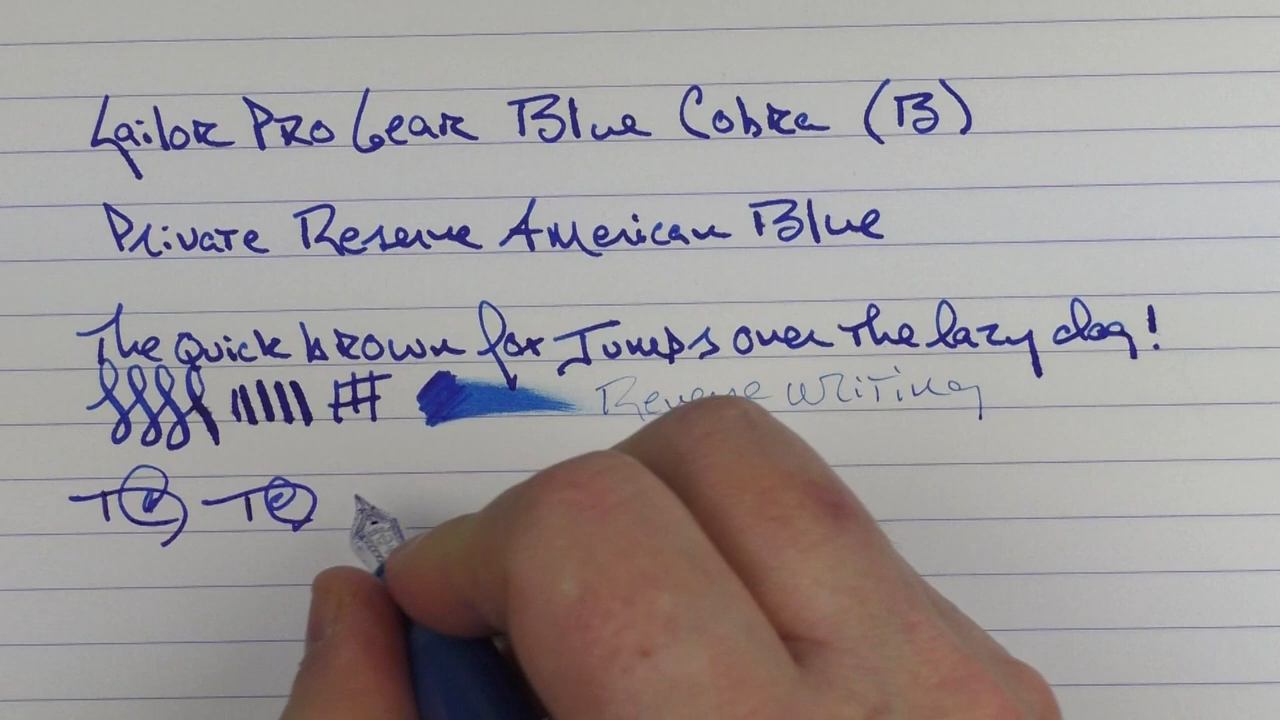 Sailor Pro Gear Blue Cobra (B)
Private Reserve American Blue
The Quick brown fox Jumps over the lazy dog!
Reverse Writing